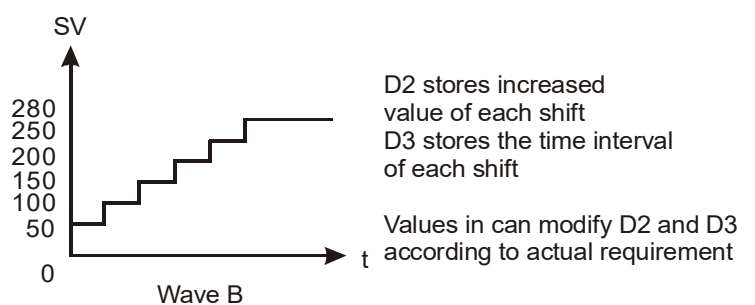 SV
280
250
200
150
100
50
0
t
Wave B
D2 stores increased
value of each shift
D3 stores the time interval
of each shift
Values in can modify D2 and D3
according to actual requirement